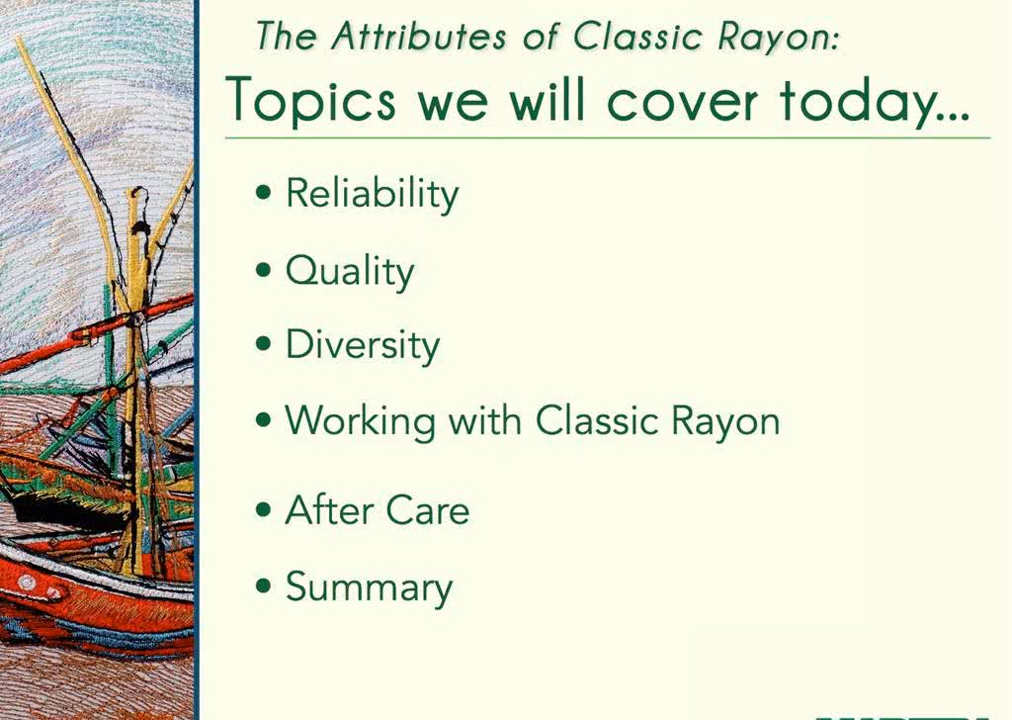 The Attributes of Classic Rayon:
Topics we will cover today...
• Reliability
• Quality
• Diversity
• Working with Classic Rayon
• After Care
• Summary